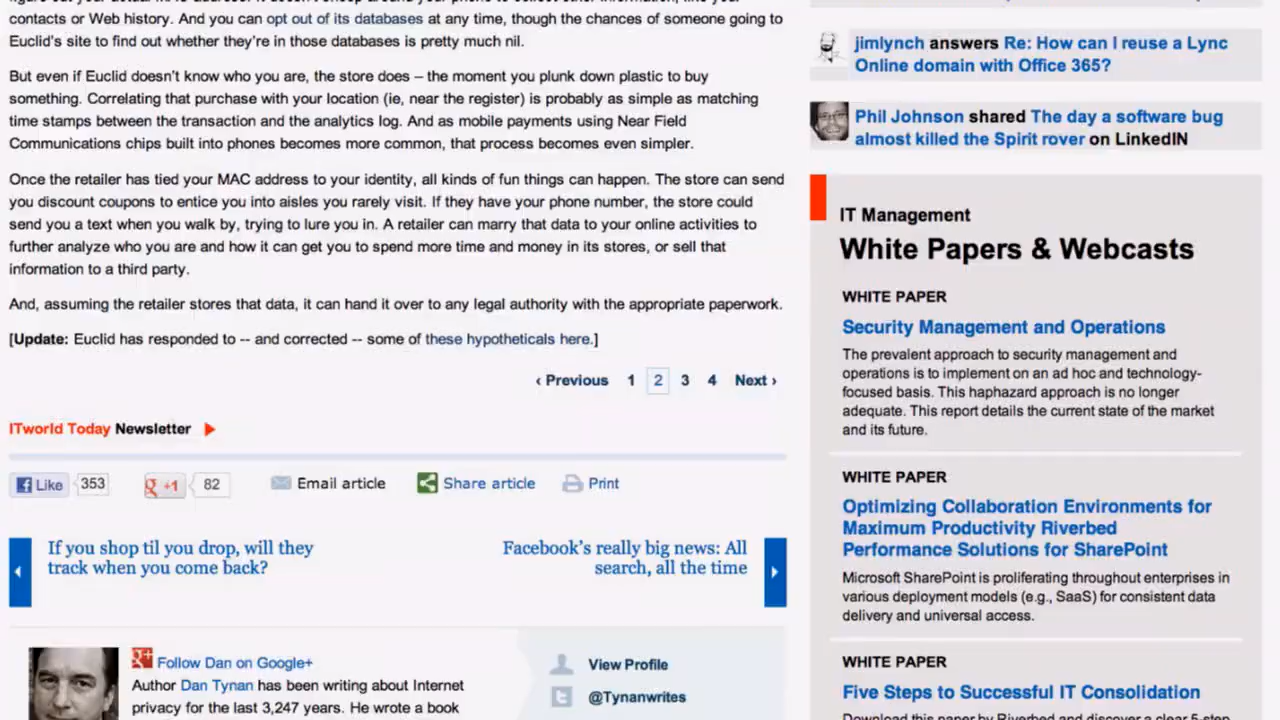 contacts or Web history. And you can opt out of its databases at any time, though the chances of someone going to
Euclid's site to find out whether they're in those databases is pretty much nil.
But even if Euclid doesn't know who you are, the store does – the moment you plunk down plastic to buy
something. Correlating that purchase with your location (ie, near the register) is probably as simple as matching
time stamps between the transaction and the analytics log. And as mobile payments using Near Field
Communications chips built into phones becomes more common, that process becomes even simpler.
Once the retailer has tied your MAC address to your identity, all kinds of fun things can happen. The store can send
you discount coupons to entice you into aisles you rarely visit. If they have your phone number, the store could
send you a text when you walk by, trying to lure you in. A retailer can marry that data to your online activities to
further analyze who you are and how it can get you to spend more time and money in its stores, or sell that
information to a third party.
And, assuming the retailer stores that data, it can hand it over to any legal authority with the appropriate paperwork.
[Update: Euclid has responded to -- and corrected -- some of these hypotheticals here.]
‹ Previous 1 2 3 4 Next ›
ITworld Today Newsletter
Like 353 +1 82 Email article Share article Print
If you shop til you drop, will they
track when you come back?
Facebook's really big news: All
search, all the time
Follow Dan on Google+
Author Dan Tynan has been writing about Internet
privacy for the last 3,247 years. He wrote a book
View Profile
@Tynanwrites
jimlynch answers Re: How can I reuse a Lync
Online domain with Office 365?
Phil Johnson shared The day a software bug
almost killed the Spirit rover on LinkedIN
IT Management
White Papers & Webcasts
WHITE PAPER
Security Management and Operations
The prevalent approach to security management and
operations is to implement on an ad hoc and technology-
focused basis. This haphazard approach is no longer
adequate. This report details the current state of the market
and its future.
WHITE PAPER
Optimizing Collaboration Environments for
Maximum Productivity Riverbed
Performance Solutions for SharePoint
Microsoft SharePoint is proliferating throughout enterprises in
various deployment models (e.g., SaaS) for consistent data
delivery and universal access.
WHITE PAPER
Five Steps to Successful IT Consolidation
Download this paper by Riverbed and discover a clear 5-step